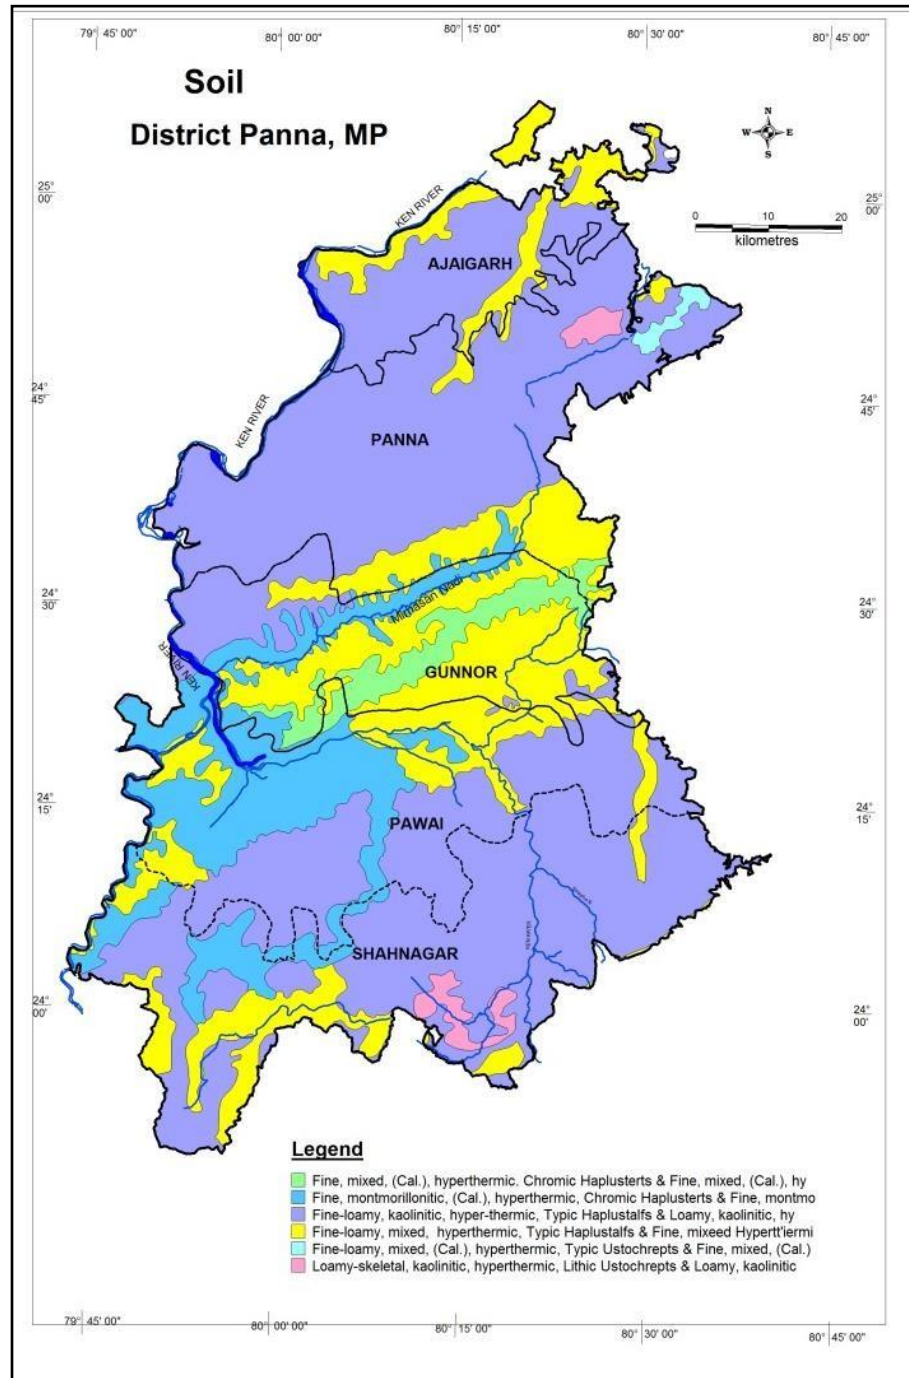 79° 45' 00"
80° 00' 00"
80° 15' 00"
80° 30' 00"
80° 45' 00"
Soil
District Panna, MP
N
W E
S
25°
00'
KEN RIVER
25°
00'
0 10 20
kilometres
AJAIGARH
24°
45'
KEN RIVER
24°
45'
PANNA
24°
30'
Mimasan Nadi
24°
30'
KEN RIVER
GUNNOR
24°
15'
PAWAI
24°
15'
KEN RIVER
SHAHNAGAR
24°
00'
24°
00'
Legend
Fine, mixed, (Cal.), hyperthermic. Chromic Haplusterts & Fine, mixed, (Cal.), hy
Fine, montmorillonitic, (Cal.), hyperthermic, Chromic Haplusterts & Fine, montmo
Fine-loamy, kaolinitic, hyper-thermic, Typic Haplustalfs & Loamy, kaolinitic, hy
Fine-loamy, mixed, hyperthermic, Typic Haplustalfs & Fine, mixeed Hypertt'iermi
Fine-loamy, mixed, (Cal.), hyperthermic, Typic Ustochrepts & Fine, mixed, (Cal.)
Loamy-skeletal, kaolinitic, hyperthermic, Lithic Ustochrepts & Loamy, kaolinitic
79° 45' 00"
80° 00' 00"
80° 15' 00"
80° 30' 00"
80° 45' 00"